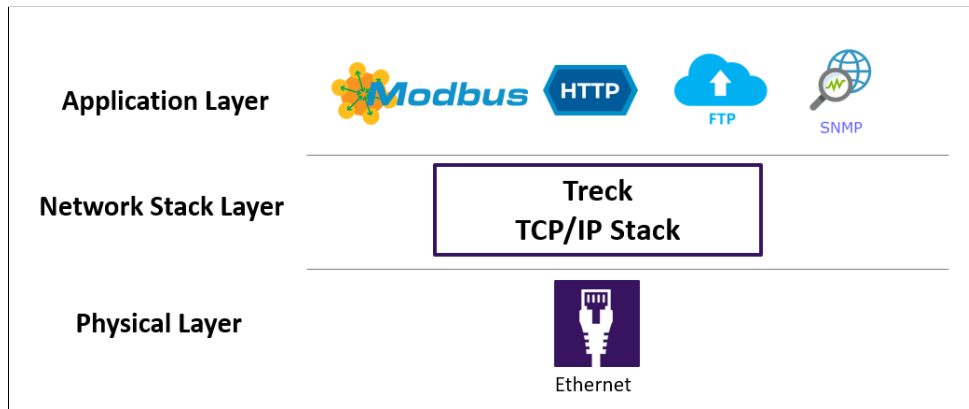 Application Layer
Modbus
HTTP
FTP
SNMP
Network Stack Layer
Treck
TCP/IP Stack
Physical Layer
Ethernet